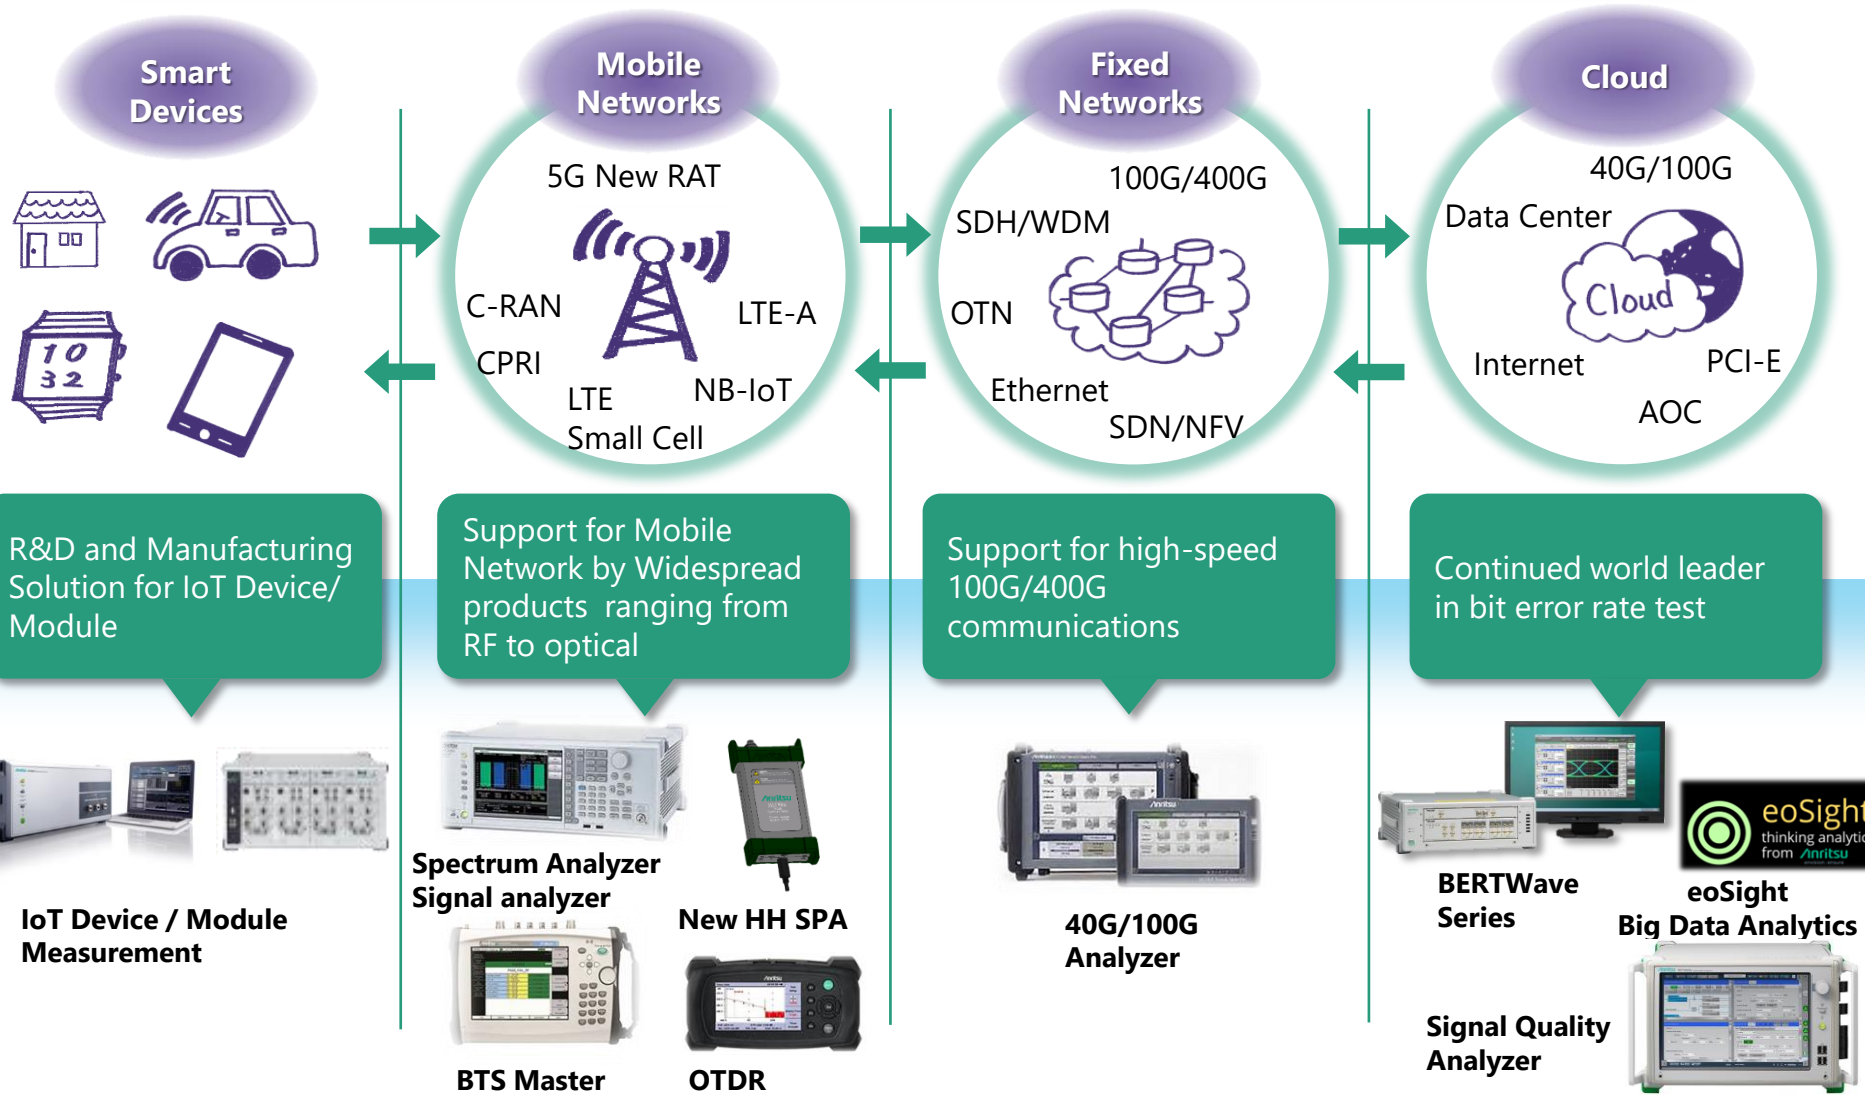 Smart
Devices
Mobile
Networks
Fixed
Networks
Cloud
5G New RAT
C-RAN
LTE-A
CPRI
NB-IoT
LTE
Small Cell
100G/400G
SDH/WDM
OTN
Ethernet
SDN/NFV
40G/100G
Data Center
Cloud
Internet
PCI-E
AOC
10
32
R&D and Manufacturing
Solution for IoT Device/
Module
Support for Mobile
Network by Widespread
products ranging from
RF to optical
Support for high-speed
100G/400G
communications
Continued world leader
in bit error rate test
IoT Device / Module
Measurement
Spectrum Analyzer
Signal analyzer
Anritsu
New HH SPA
BTS Master
Anritsu
OTDR
Anritsu
40G/100G
Analyzer
BERTWave
Series
eoSight
thinking analytic
from Anritsu
eoSight
Big Data Analytics
Signal Quality
Analyzer